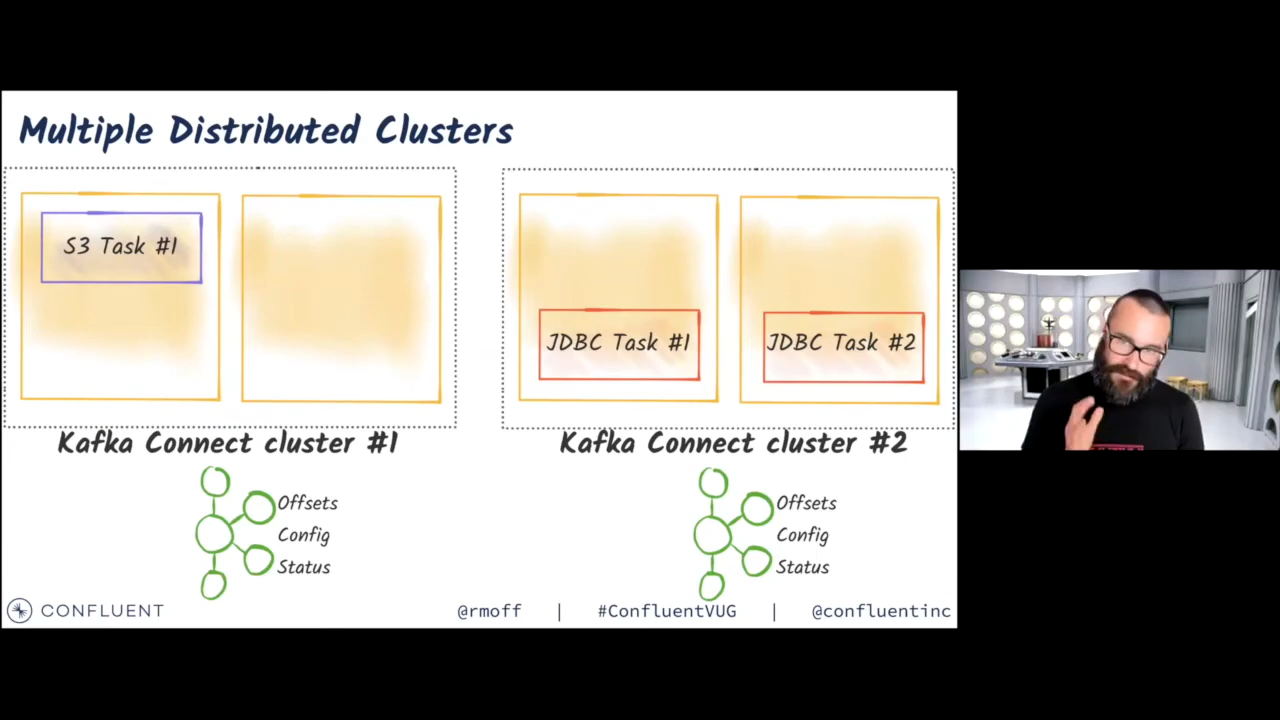 Multiple Distributed Clusters
S3 Task #1
JDBC Task #1
JDBC Task #2
Kafka Connect cluster #1
Kafka Connect cluster #2
Offsets
Config
Status
Offsets
Config
Status
CONFLUENT
@rmoff | #ConfluentVUG | @confluentinc